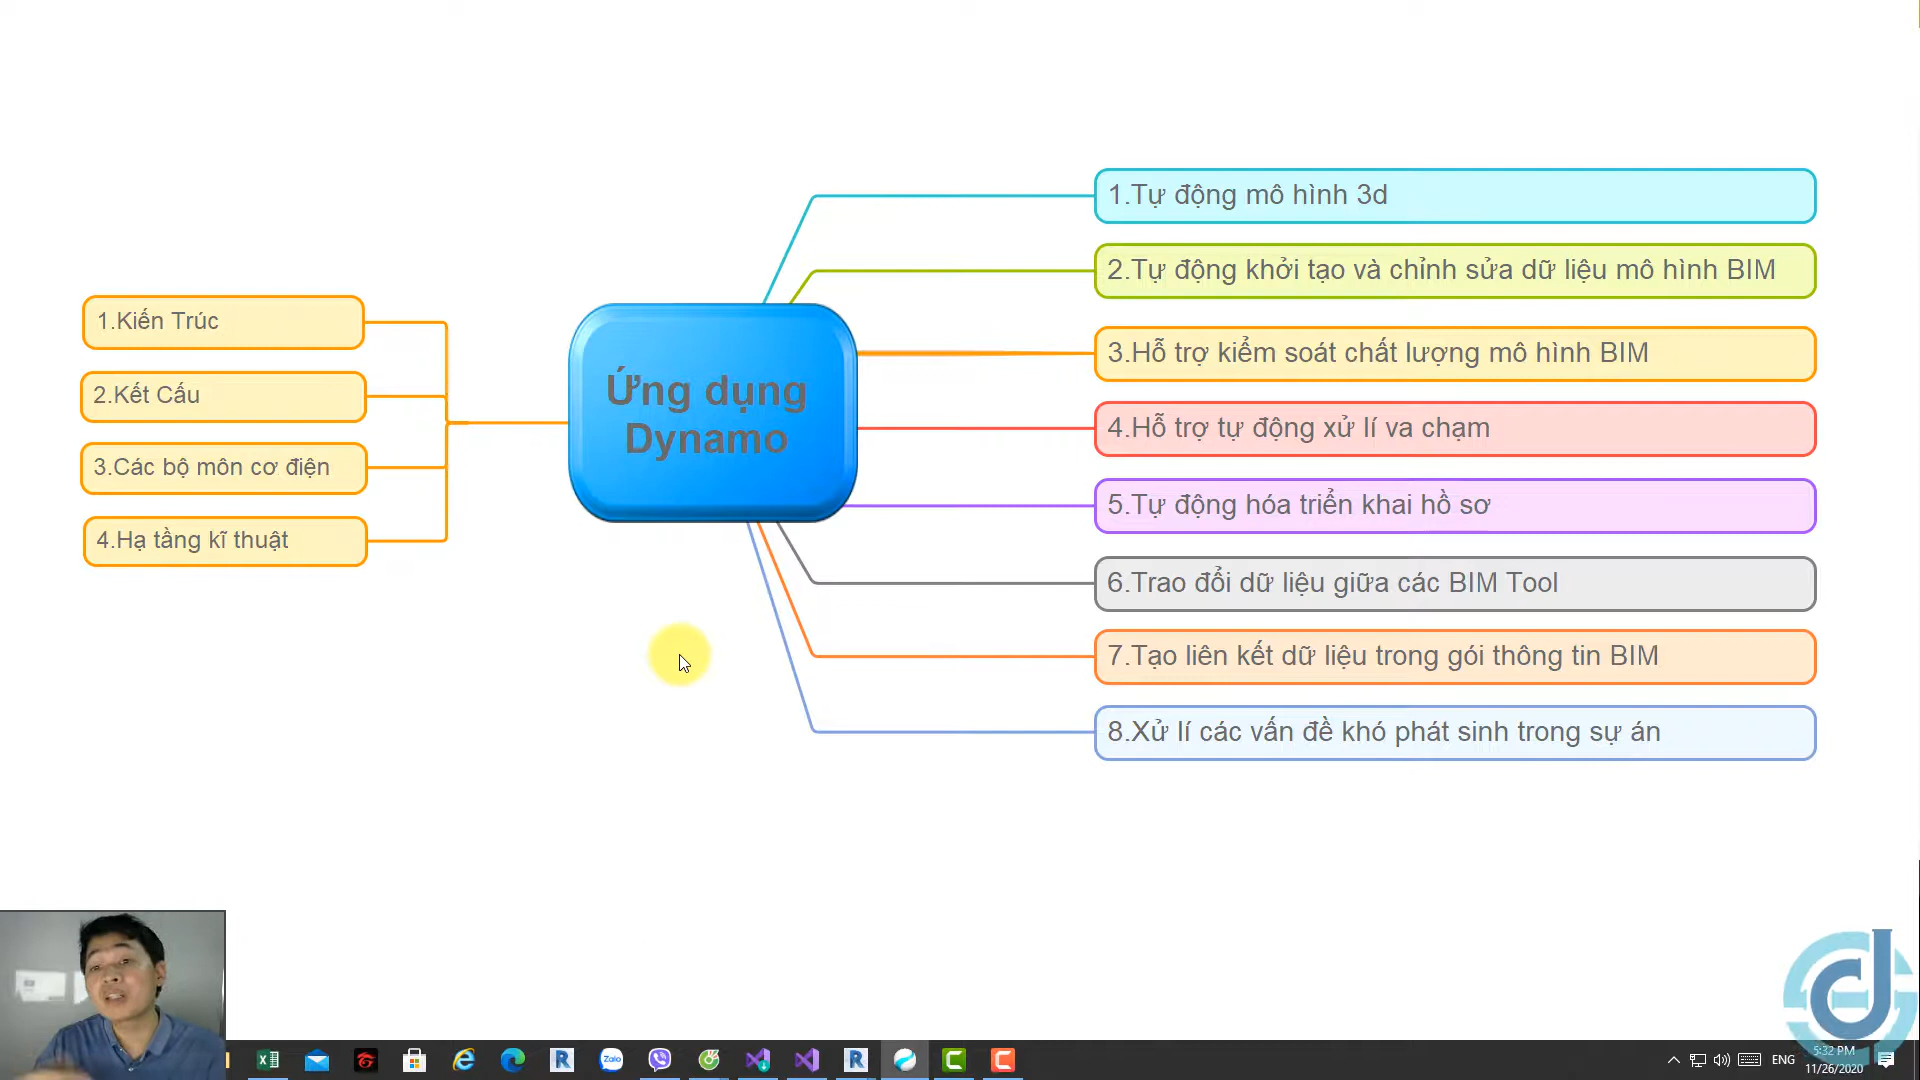 1.Kiến Trúc
2.Kết Cấu
3.Các bộ môn cơ điện
4.Hạ tầng kĩ thuật
Ứng dụng
Dynamo
1.Tự động mô hình 3d
2.Tự động khởi tạo và chỉnh sửa dữ liệu mô hình BIM
3.Hỗ trợ kiểm soát chất lượng mô hình BIM
4.Hỗ trợ tự động xử lí va chạm
5.Tự động hóa triển khai hồ sơ
6.Trao đổi dữ liệu giữa các BIM Tool
7.Tạo liên kết dữ liệu trong gói thông tin BIM
8.Xử lí các vấn đề khó phát sinh trong sự án
Zalo
ENG
5:32 PM
11/26/2020